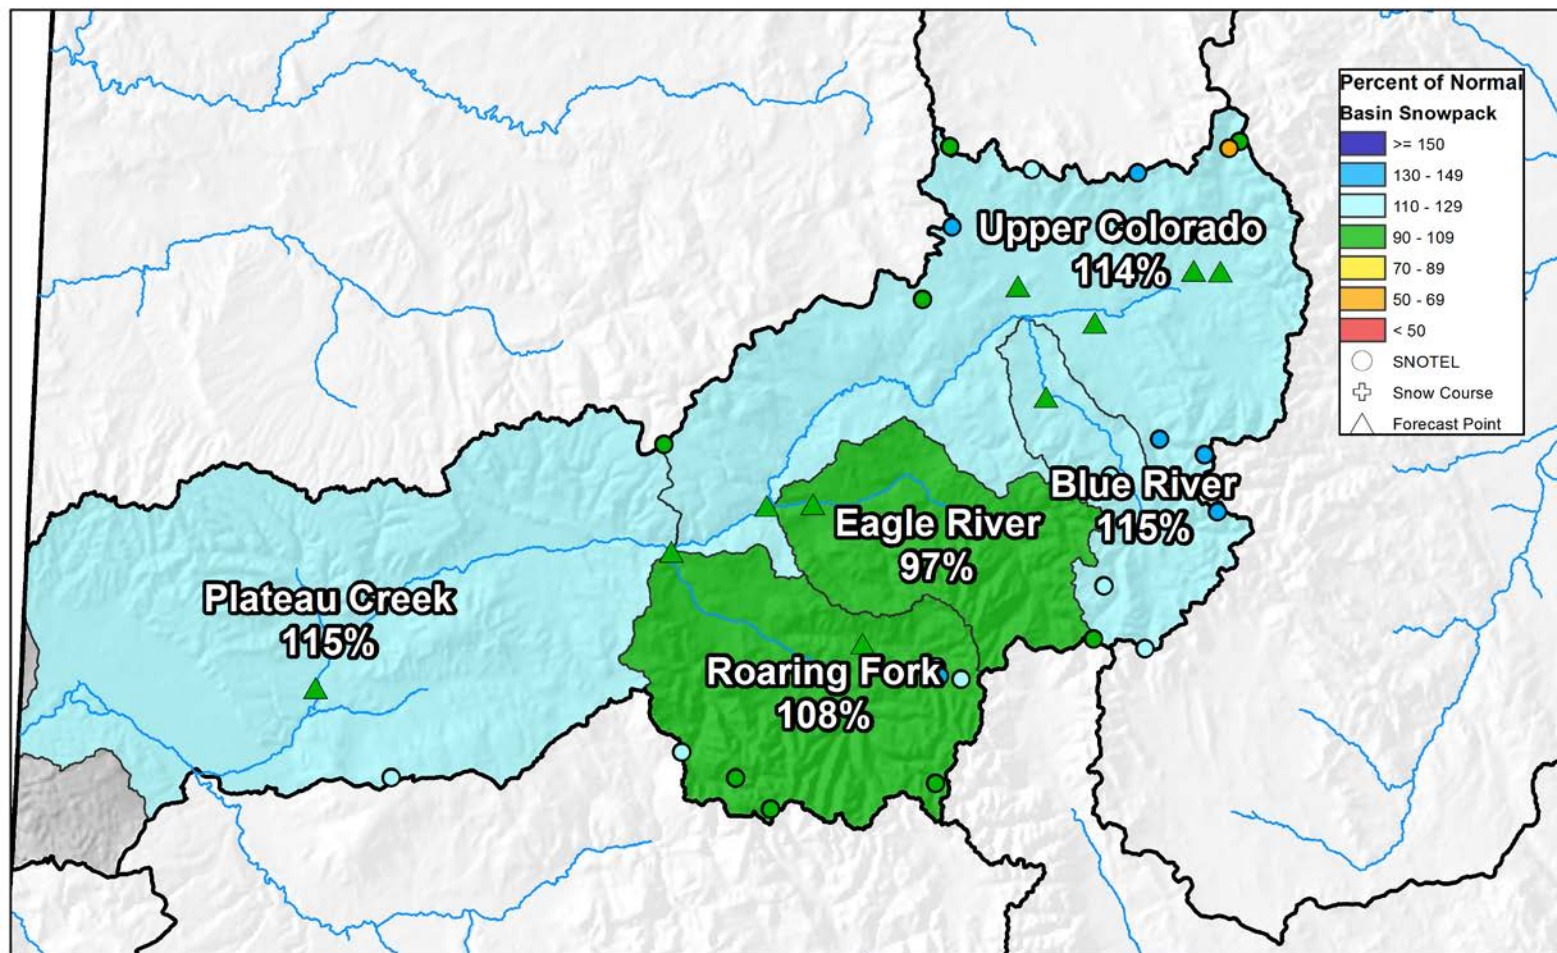 Percent of Normal
Basin Snowpack
>= 150
130 - 149
110 - 129
90 - 109
70 - 89
50 - 69
< 50
SNOTEL
Snow Course
Forecast Point
Upper Colorado
114%
Blue River
115%
Eagle River
97%
Plateau Creek
115%
Roaring Fork
108%